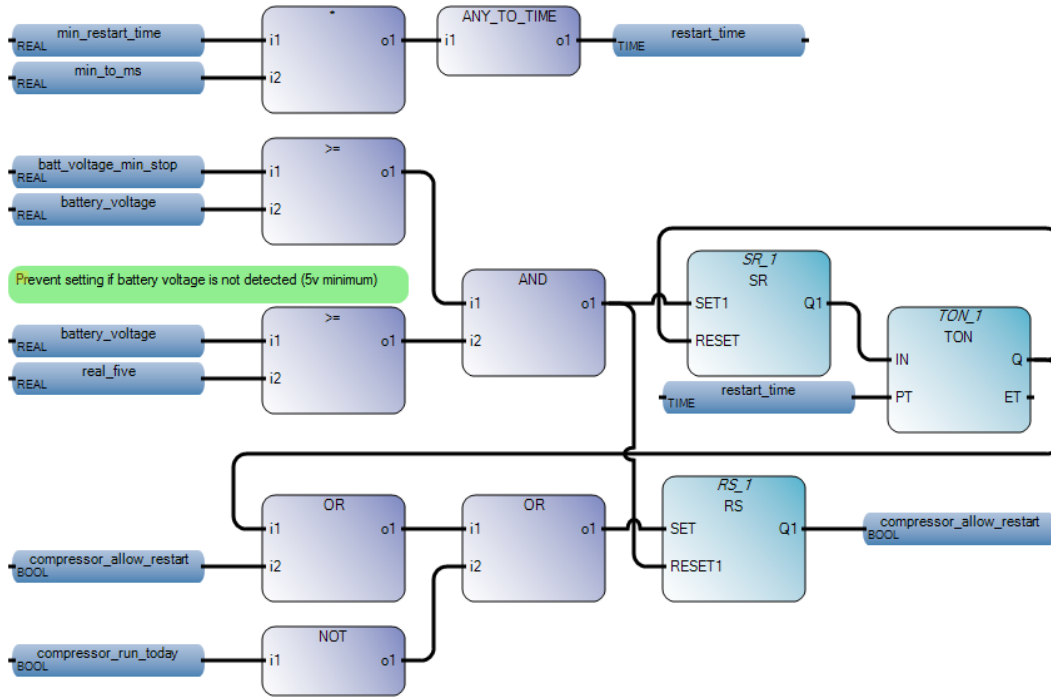 *
ANY_TO_TIME
min_restart_time
REAL
i1
o1
i1
o1
restart_time
TIME
min_to_ms
REAL
i2
>=
batt_voltage_min_stop
REAL
i1
o1
battery_voltage
REAL
i2
Prevent setting if battery voltage is not detected (5v minimum)
AND
i1
o1
i2
SR_1
SR
SET1
Q1
RESET
>=
battery_voltage
REAL
i1
o1
real_five
REAL
i2
TON_1
TON
IN
Q
restart_time
TIME
PT
ET
OR
i1
o1
compressor_allow_restart
BOOL
i2
OR
i1
o1
i2
RS_1
RS
SET
Q1
RESET1
compressor_allow_restart
BOOL
NOT
compressor_run_today
BOOL
i1
o1